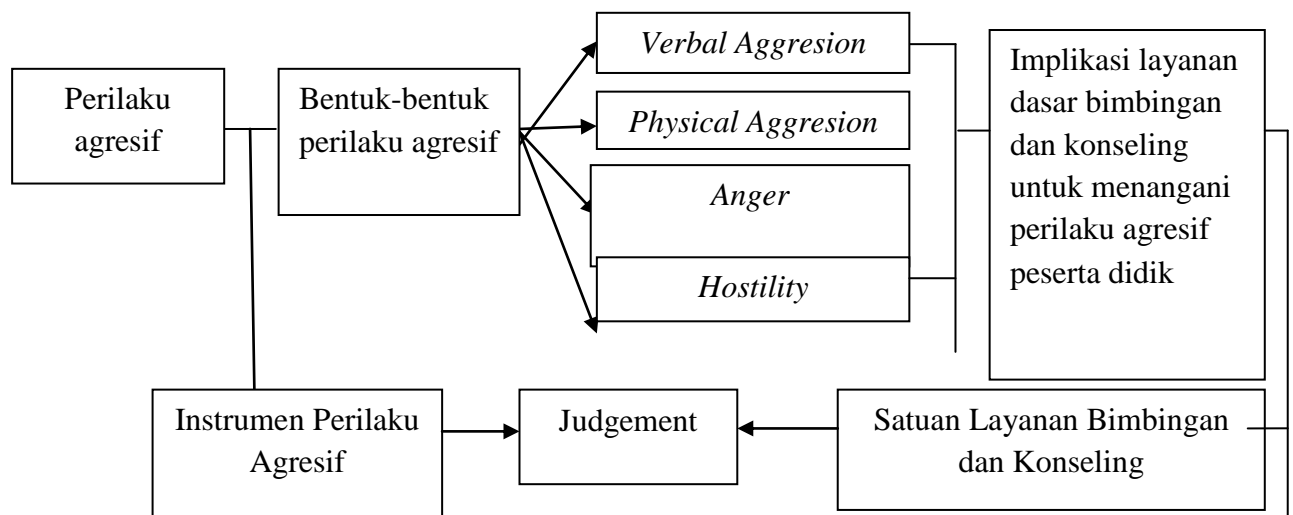 Perilaku
agresif
Bentuk-bentuk
perilaku agresif
Verbal Aggresion
Physical Aggresion
Anger
Hostility
Implikasi layanan
dasar bimbingan
dan konseling
untuk menangani
perilaku agresif
peserta didik
Instrumen Perilaku
Agresif
Judgement
Satuan Layanan Bimbingan
dan Konseling